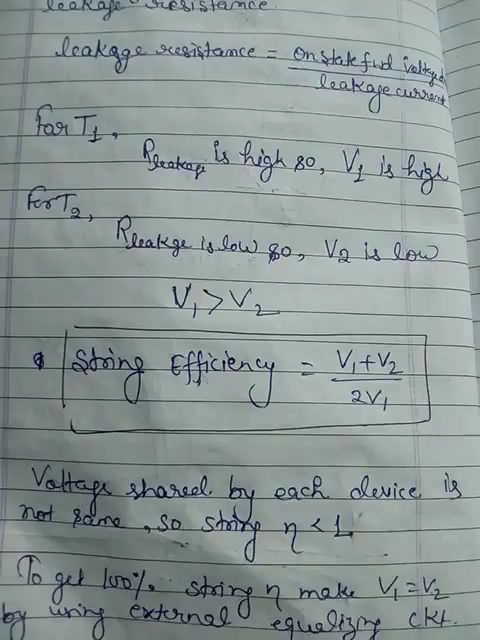 leakage resistance.
leakage resistance = on state fwd voltage
leakage current
For T1,
Rleakage is high so, V1 is high
For T2,
Rleakge is low so, V2 is low
V1 > V2
String Efficiency = V1+V2
2V1
Voltage shared by each device is
not same, so string η < 1.
To get 100% string η make V1 = V2
by using external equalizing ckt.